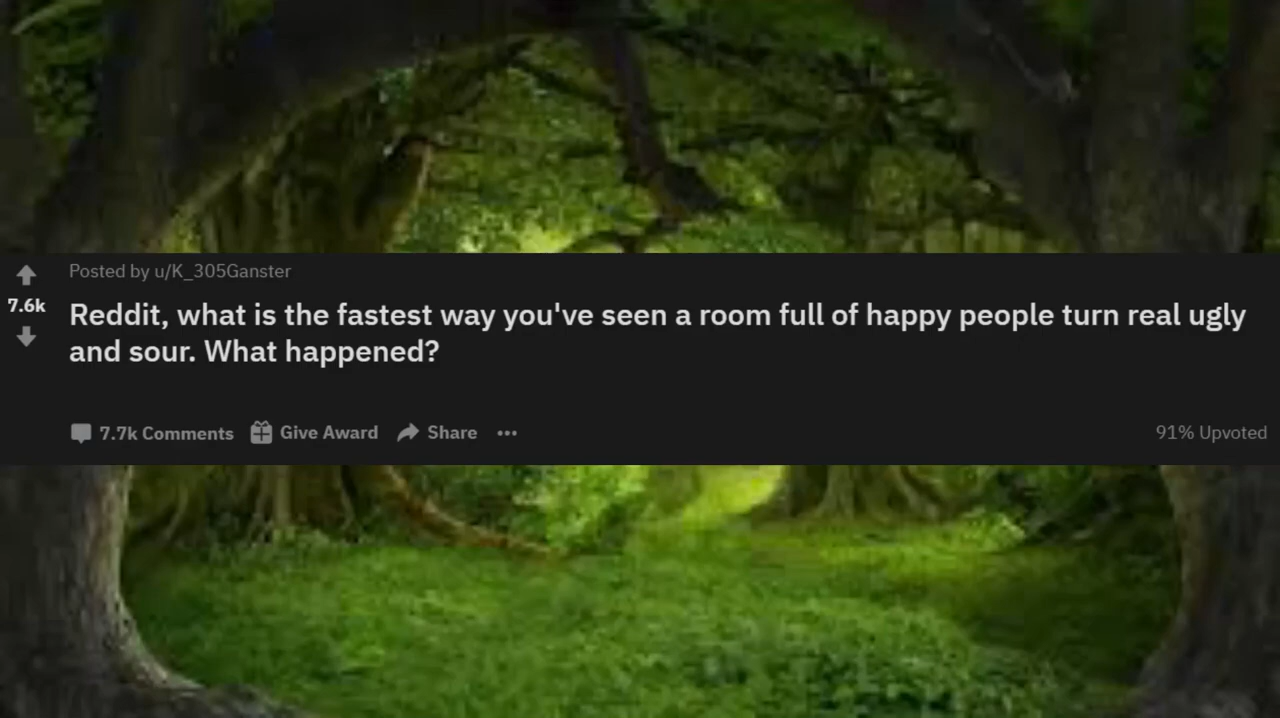 Posted by u/K_305Ganster
7.6k
Reddit, what is the fastest way you've seen a room full of happy people turn real ugly
and sour. What happened?
7.7k Comments Give Award Share ••• 91% Upvoted